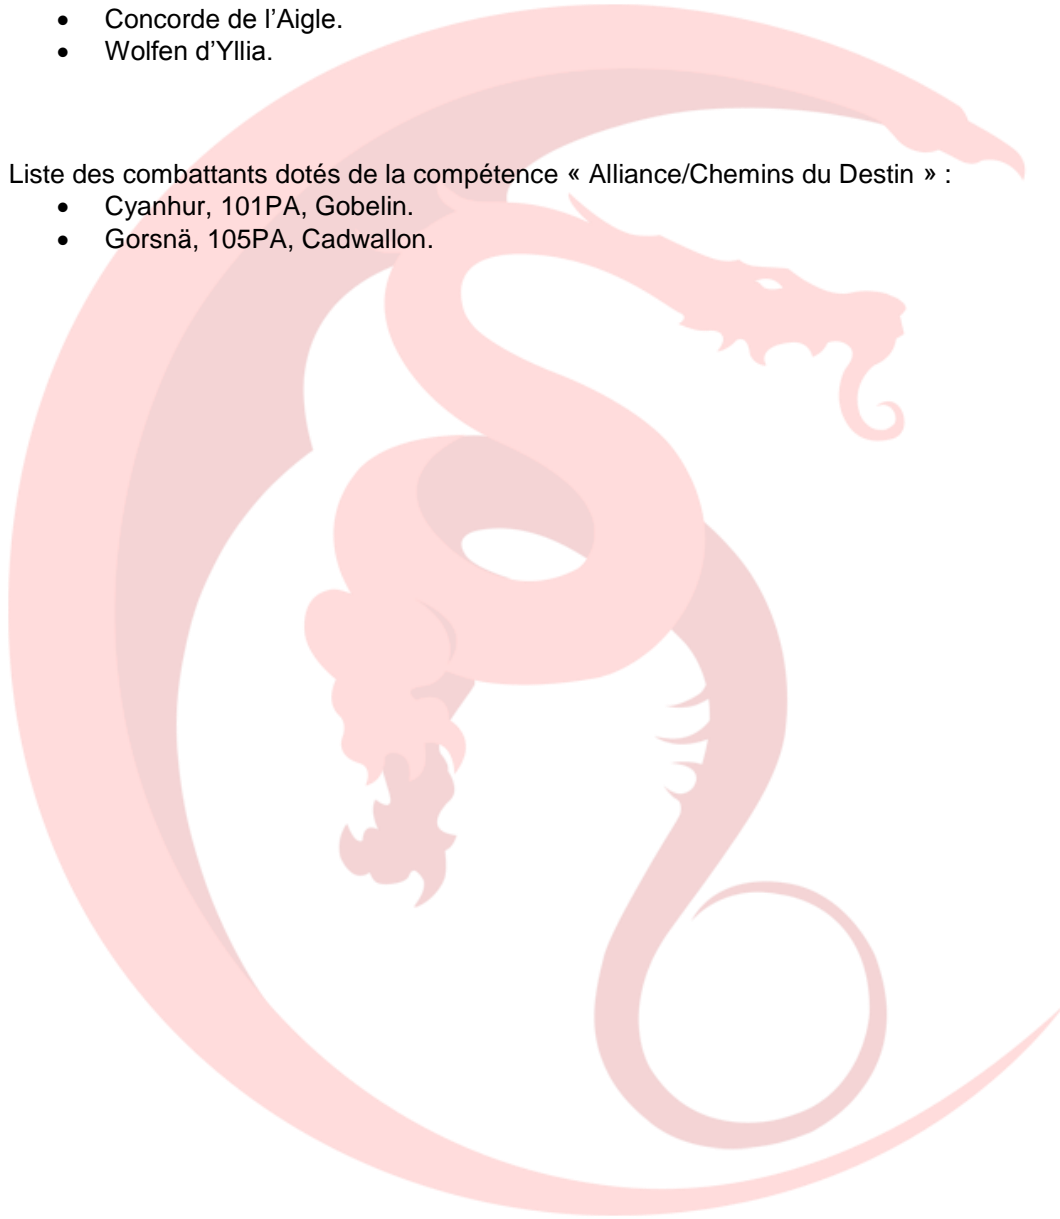 • Concorde de l’Aigle.
• Wolfen d’Yllia.
Liste des combattants dotés de la compétence « Alliance/Chemins du Destin » :
• Cyanhur, 101PA, Gobelin.
• Gorsnä, 105PA, Cadwallon.